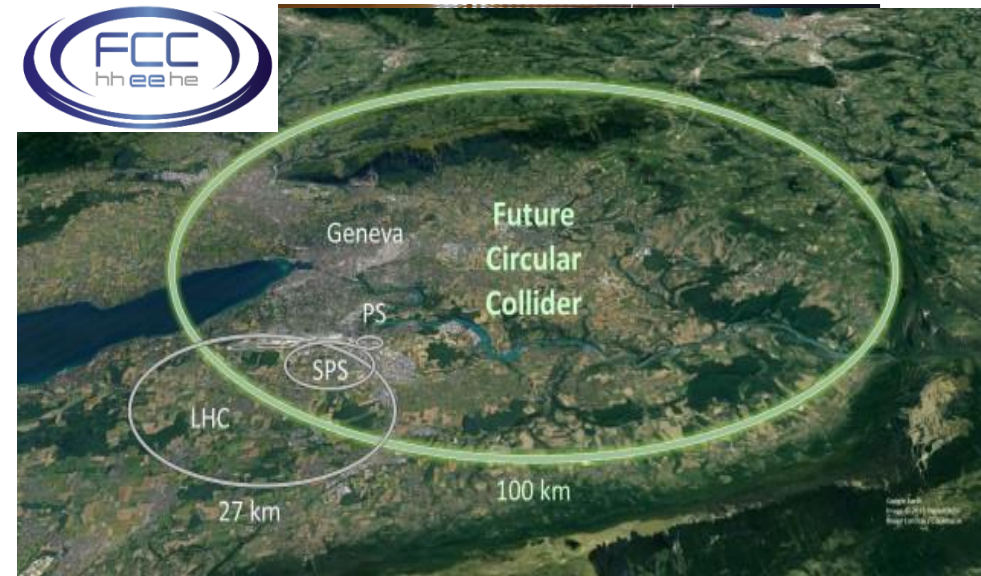 FCC
hh ee he
Future
Circular
Collider
Geneva
PS
SPS
LHC
100 km
27 km
Google Earth